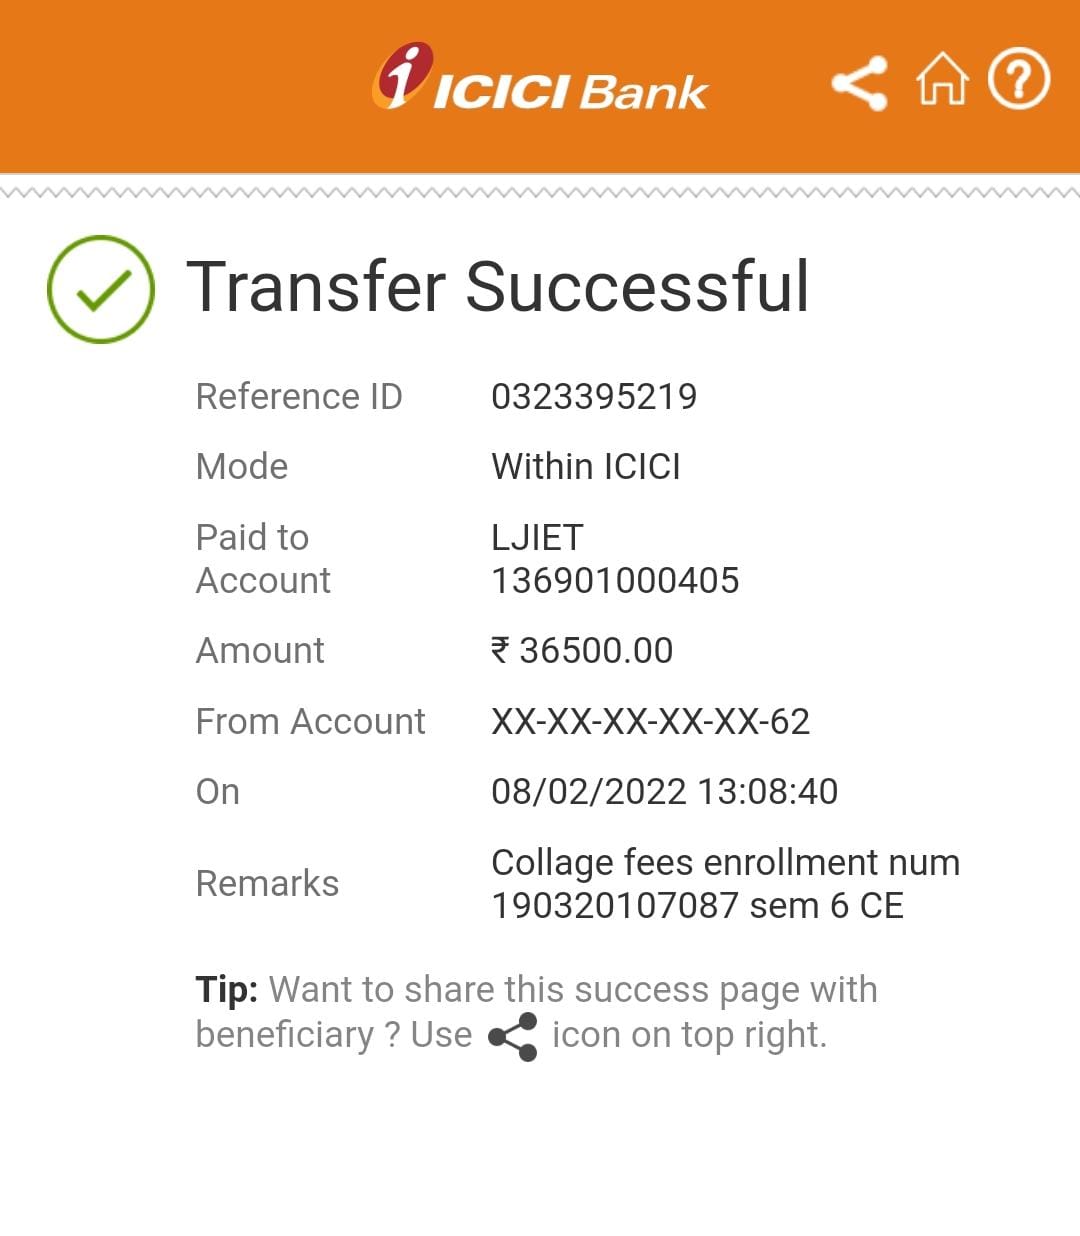 ICICI Bank
Transfer Successful
Reference ID 0323395219
Mode Within ICICI
Paid to LJIET
Account 136901000405
Amount ₹ 36500.00
From Account XX-XX-XX-XX-XX-62
On 08/02/2022 13:08:40
Remarks Collage fees enrollment num
190320107087 sem 6 CE
Tip: Want to share this success page with
beneficiary ? Use icon on top right.